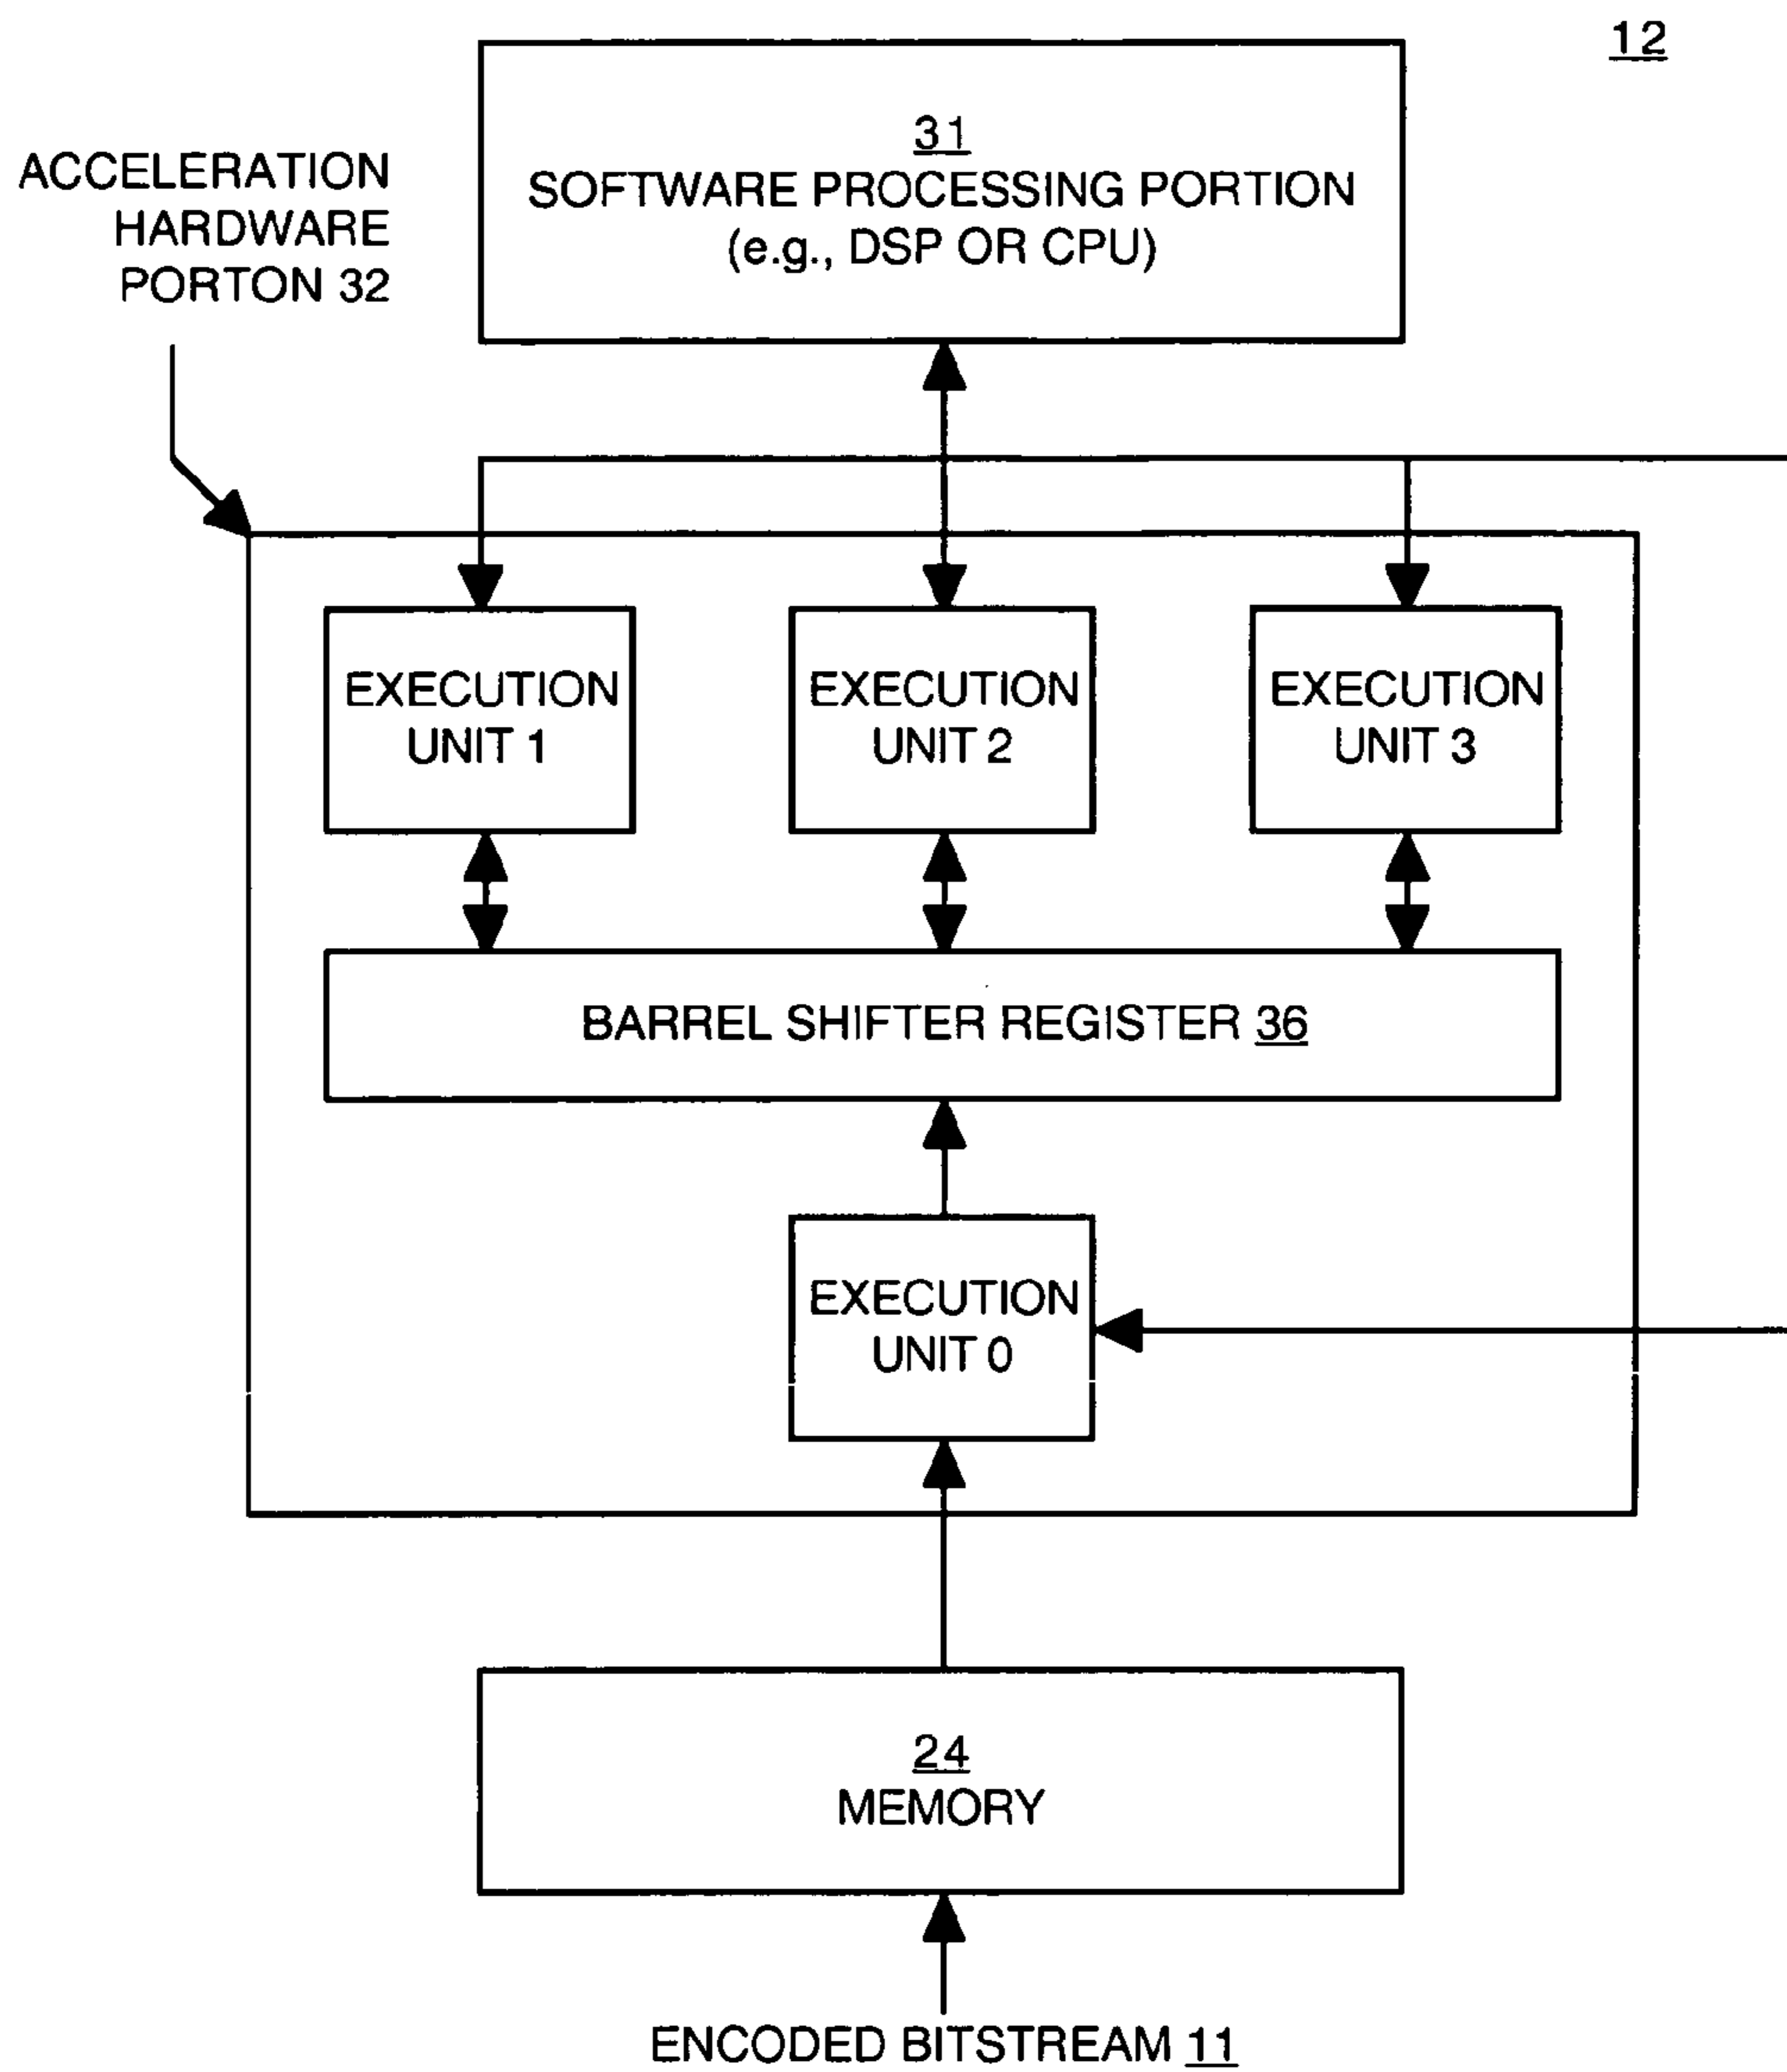 12
31
SOFTWARE PROCESSING PORTION
(e.g., DSP OR CPU)
ACCELERATION
HARDWARE
PORTON 32
EXECUTION
UNIT 1
EXECUTION
UNIT 2
EXECUTION
UNIT 3
BARREL SHIFTER REGISTER 36
EXECUTION
UNIT 0
24
MEMORY
ENCODED BITSTREAM 11